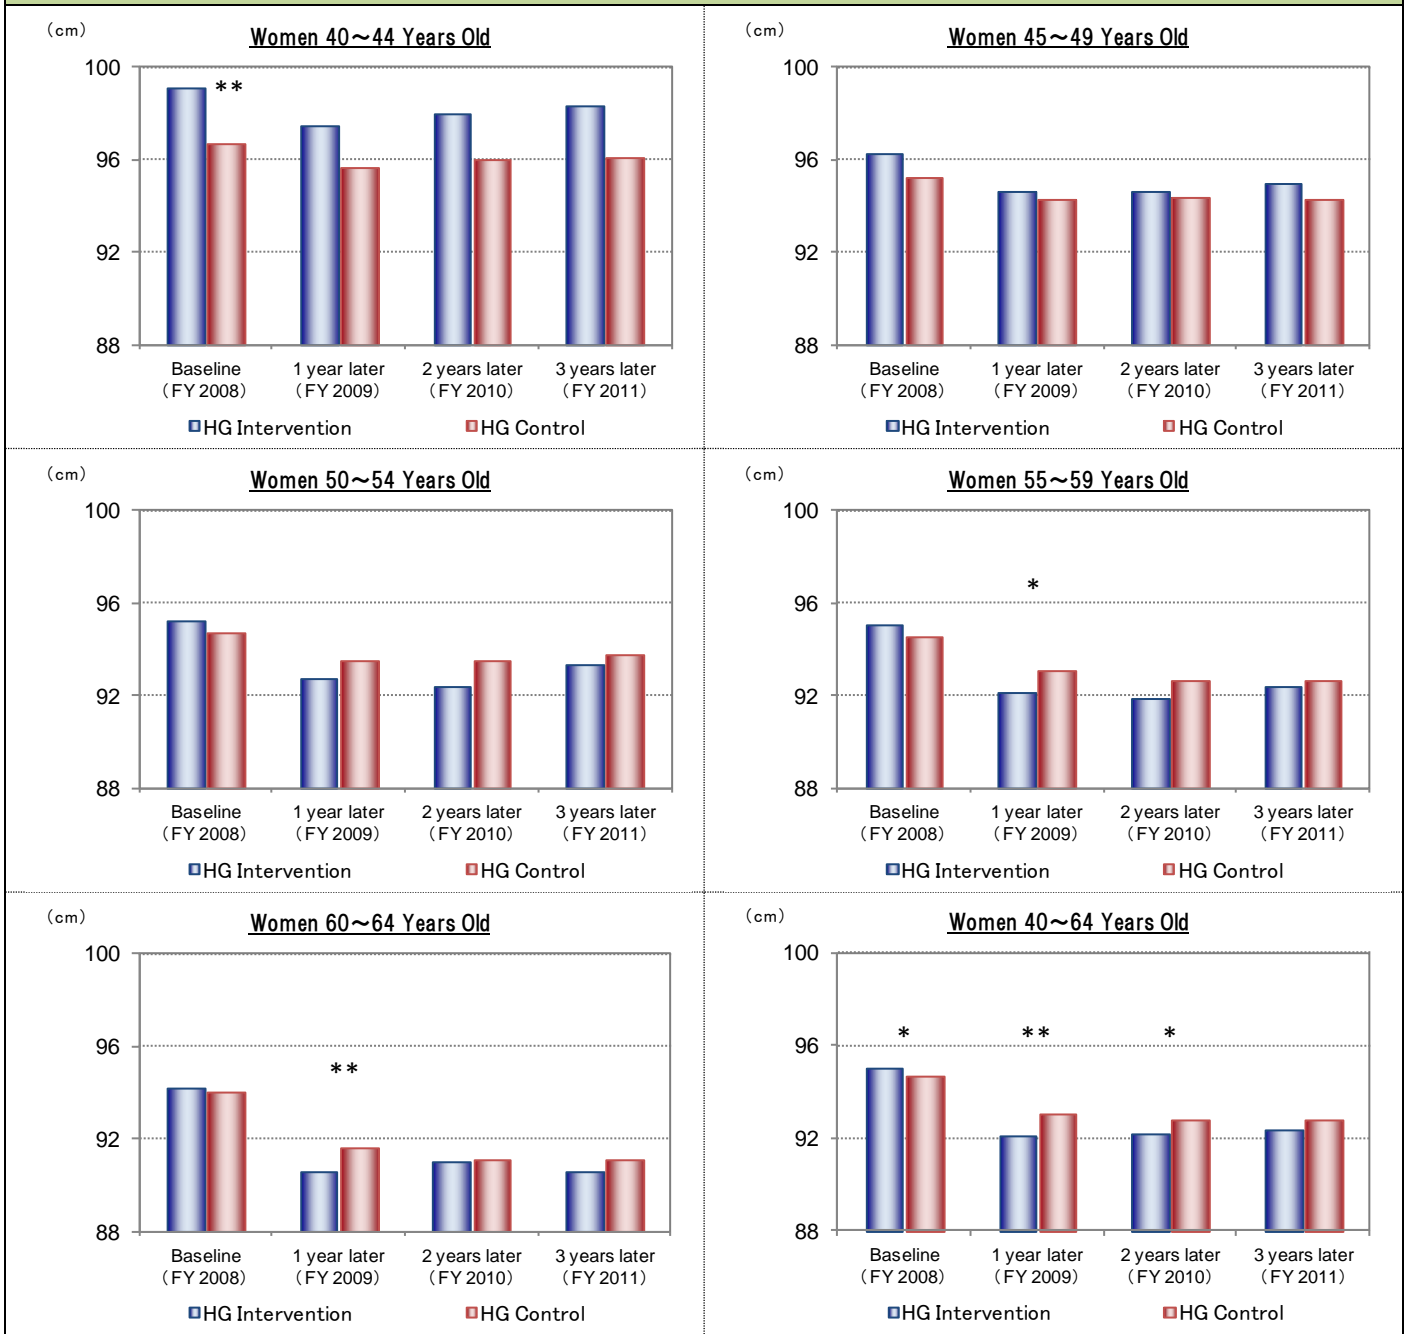 （cm）
Women 40～44 Years Old
100
**
96
92
88
Baseline 1 year later 2 years later 3 years later
（FY 2008） （FY 2009） （FY 2010） （FY 2011）
HG Intervention HG Control
（cm）
Women 45～49 Years Old
100
96
92
88
Baseline 1 year later 2 years later 3 years later
（FY 2008） （FY 2009） （FY 2010） （FY 2011）
HG Intervention HG Control
（cm）
Women 50～54 Years Old
100
96
92
88
Baseline 1 year later 2 years later 3 years later
（FY 2008） （FY 2009） （FY 2010） （FY 2011）
HG Intervention HG Control
（cm）
Women 55～59 Years Old
100
*
96
92
88
Baseline 1 year later 2 years later 3 years later
（FY 2008） （FY 2009） （FY 2010） （FY 2011）
HG Intervention HG Control
（cm）
Women 60～64 Years Old
100
96
**
92
88
Baseline 1 year later 2 years later 3 years later
（FY 2008） （FY 2009） （FY 2010） （FY 2011）
HG Intervention HG Control
（cm）
Women 40～64 Years Old
100
* ** *
96
92
88
Baseline 1 year later 2 years later 3 years later
（FY 2008） （FY 2009） （FY 2010） （FY 2011）
HG Intervention HG Control